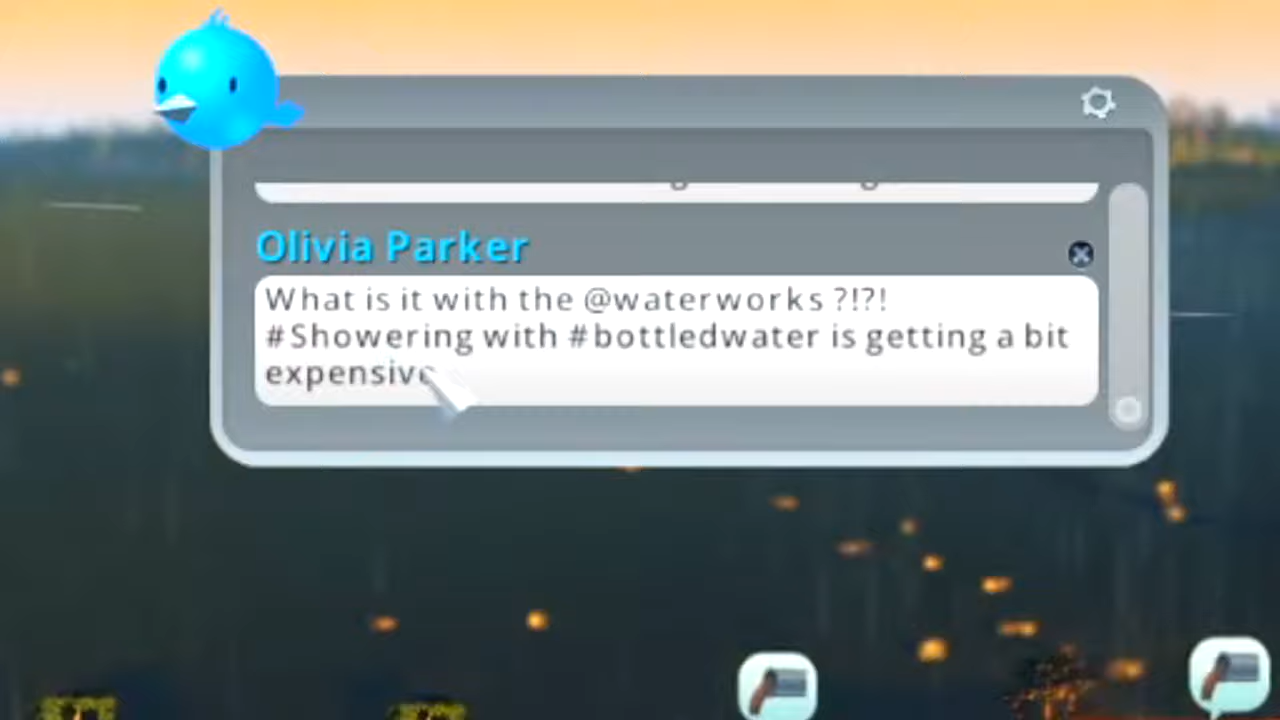 Olivia Parker
What is it with the @waterworks ?!?!
#Showering with #bottledwater is getting a bit
expensive